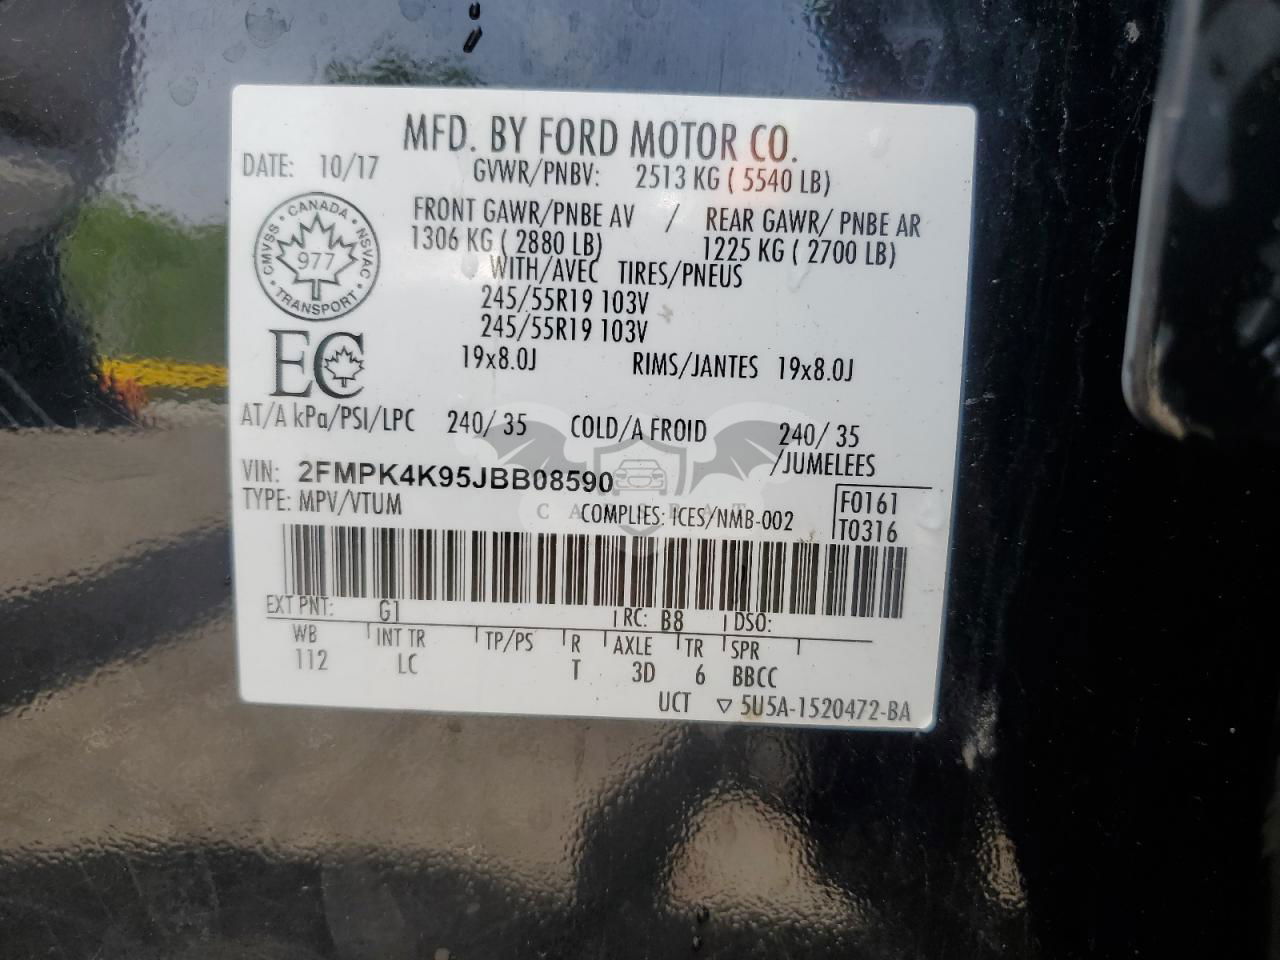 MFD. BY FORD MOTOR CO.
DATE: 10/17 GVWR/PNBV: 2513 KG ( 5540 LB)
FRONT GAWR/PNBE AV / REAR GAWR/ PNBE AR
1306 KG ( 2880 LB) 1225 KG ( 2700 LB)
WITH/AVEC TIRES/PNEUS
245/55R19 103V
245/55R19 103V
19x8.0J RIMS/JANTES 19x8.0J
CMVSS • CANADA • NSVAC • TRANSPORT •
977
EC
AT/A kPa/PSI/LPC 240/ 35 COLD/A FROID 240/ 35
/JUMELEES
VIN: 2FMPK4K95JBB08590
TYPE: MPV/VTUM
COMPLIES: ICES/NMB-002
F0161
T0316
EXT PNT: G1 RC: B8 DSO:
WB INT TR TP/PS R AXLE TR SPR
112 LC T 3D 6 BBCC
UCT ▽ 5U5A-1520472-BA